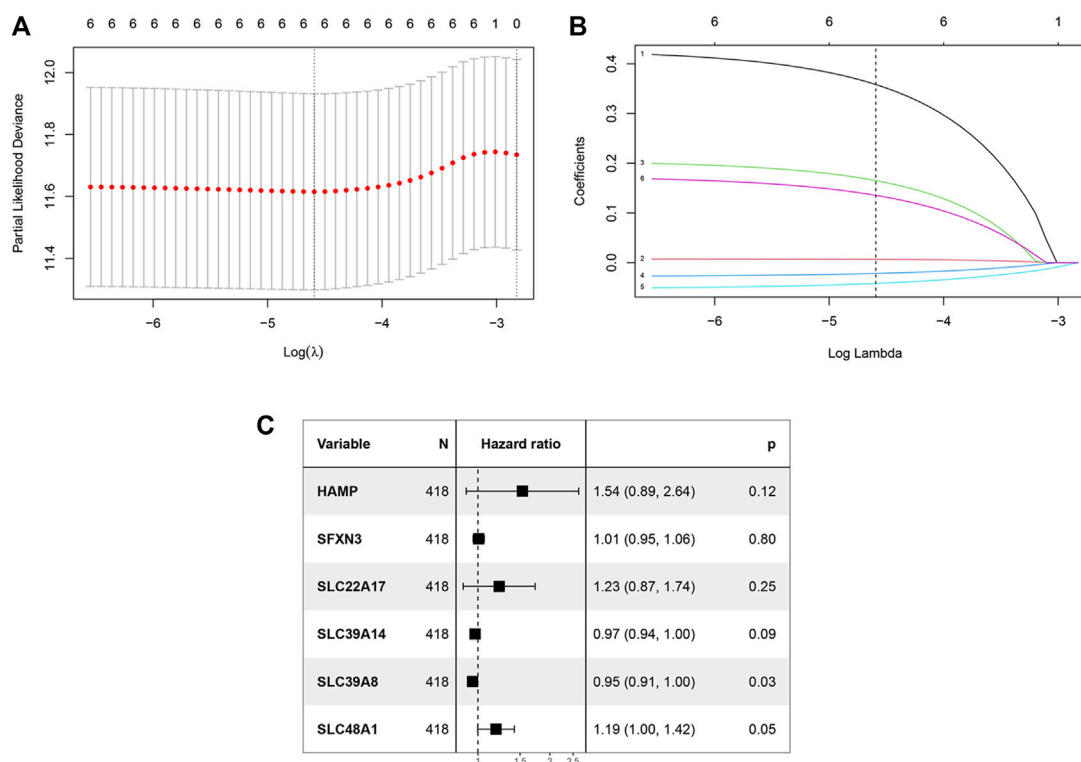 A
6 6 6 6 6 6 6 6 6 6 6 6 6 6 6 6 6 1 0
Partial Likelihood Deviance
12.0
11.8
11.6
11.4
−6 −5 −4 −3
Log(λ)
B
6 6 6 1
Coefficients
0.4
0.3
0.2
0.1
0.0
1
3
6
2
4
5
−6 −5 −4 −3
Log Lambda
C
Variable N Hazard ratio p
HAMP 418 1.54 (0.89, 2.64) 0.12
SFXN3 418 1.01 (0.95, 1.06) 0.80
SLC22A17 418 1.23 (0.87, 1.74) 0.25
SLC39A14 418 0.97 (0.94, 1.00) 0.09
SLC39A8 418 0.95 (0.91, 1.00) 0.03
SLC48A1 418 1.19 (1.00, 1.42) 0.05
1 1.5 2 2.5